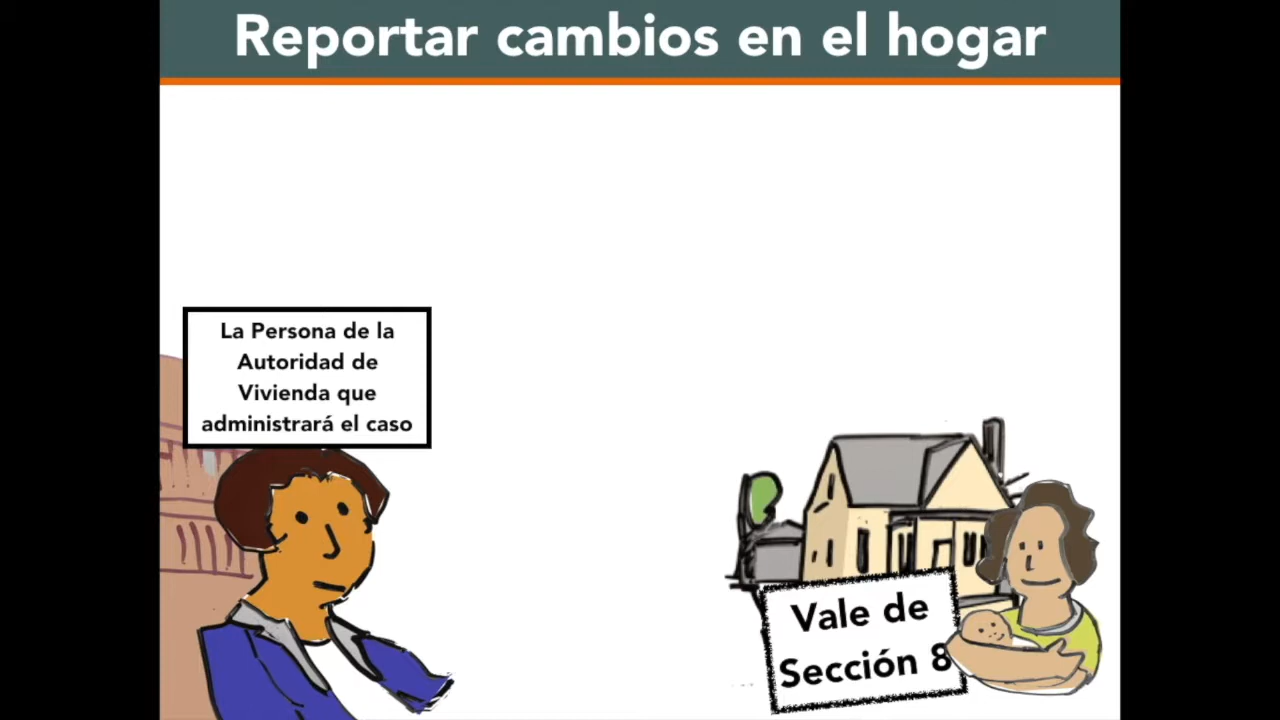 Reportar cambios en el hogar
La Persona de la
Autoridad de
Vivienda que
administrará el caso
Vale de
Sección 8